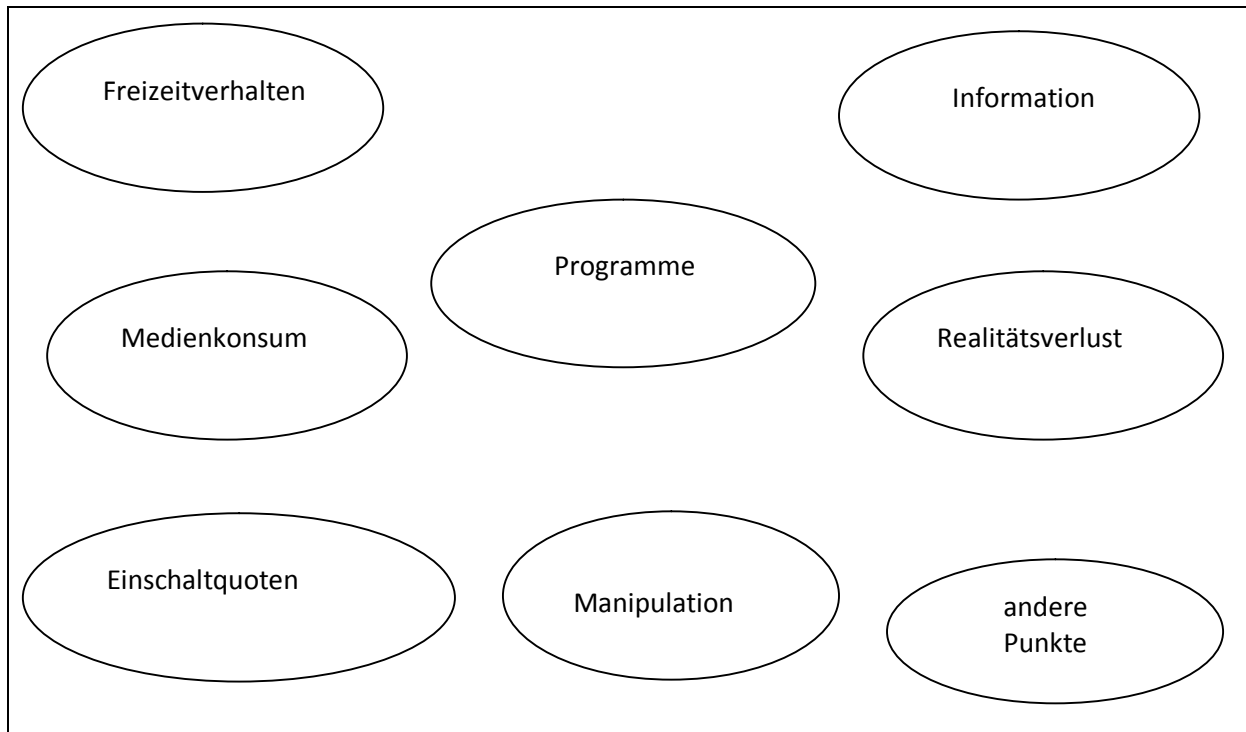 Freizeitverhalten
Information
Programme
Medienkonsum
Realitätsverlust
Einschaltquoten
Manipulation
andere
Punkte